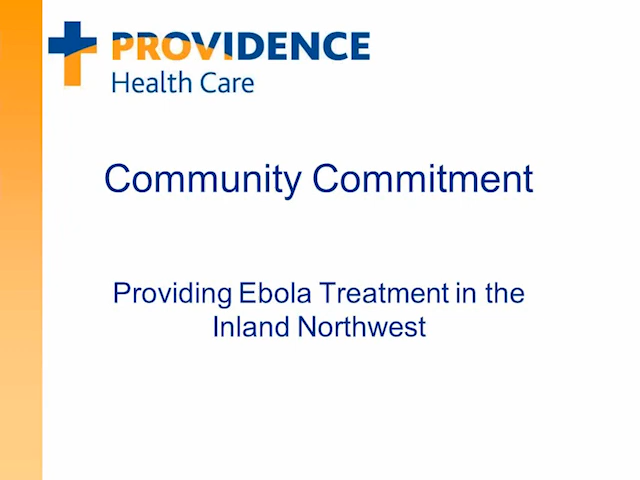 PROVIDENCE
Health Care
Community Commitment
Providing Ebola Treatment in the
Inland Northwest